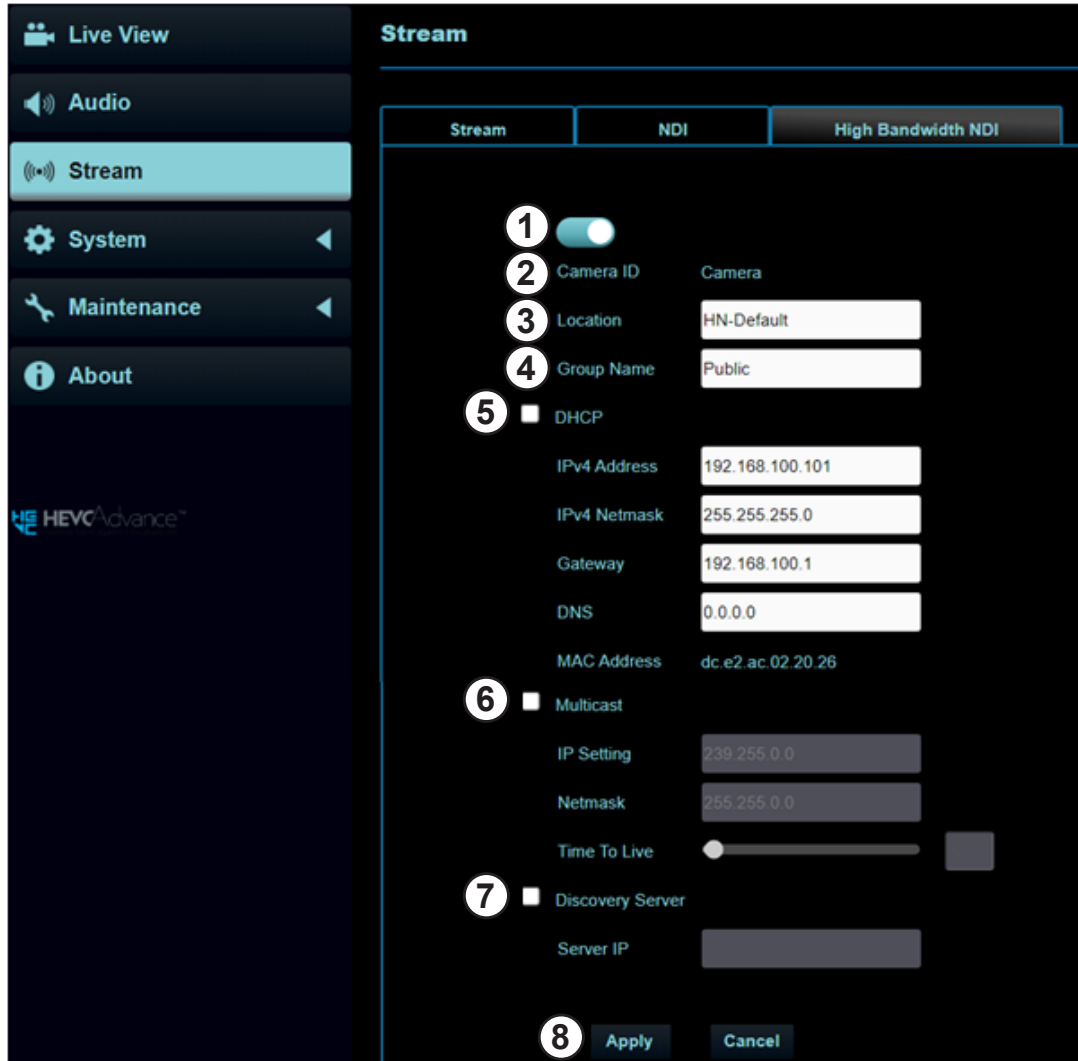 Live View
Audio
Stream
System
Maintenance
About
HEVCAdvance™
Stream
Stream NDI High Bandwidth NDI
1
2 Camera ID Camera
3 Location HN-Default
4 Group Name Public
5 DHCP
IPv4 Address 192.168.100.101
IPv4 Netmask 255.255.255.0
Gateway 192.168.100.1
DNS 0.0.0.0
MAC Address dc.e2.ac.02.20.26
6 Multicast
IP Setting 239.255.0.0
Netmask 255.255.0.0
Time To Live
7 Discovery Server
Server IP
8 Apply Cancel